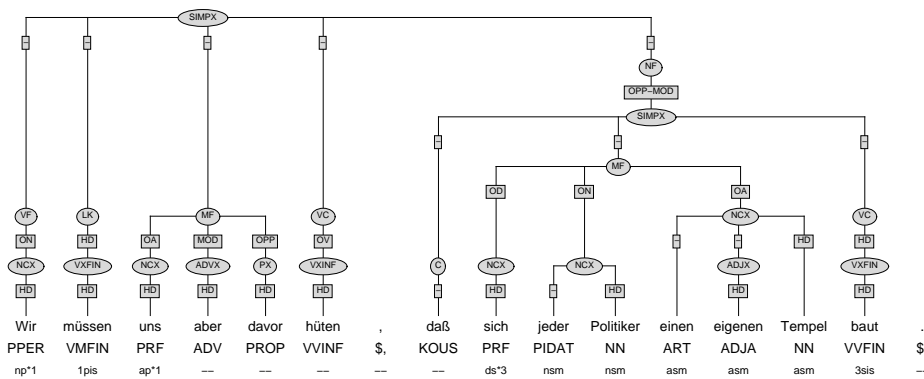 SIMPX
– – – – –
NF
OPP–MOD
SIMPX
– – –
MF
OD ON OA
VF LK MF VC NCX VC
ON HD OA MOD OPP OV – – HD HD
NCX VXFIN NCX ADVX PX VXINF C NCX NCX ADJX VXFIN
HD HD HD HD HD HD – HD – HD HD HD
Wir müssen uns aber davor hüten , daß sich jeder Politiker einen eigenen Tempel baut .
PPER VMFIN PRF ADV PROP VVINF $, KOUS PRF PIDAT NN ART ADJA NN VVFIN
np*1 1pis ap*1 –– –– –– –– –– ds*3 nsm nsm asm asm asm 3sis